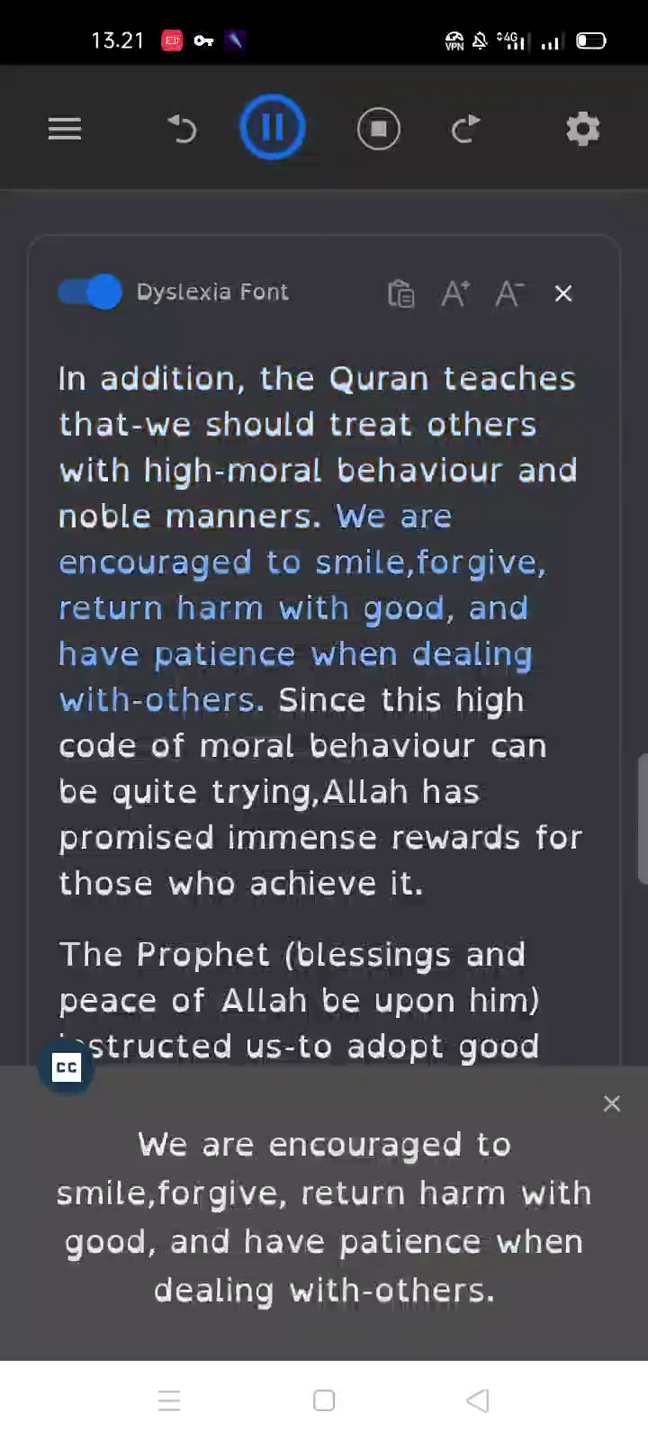 13.21
VPN 4G
Dyslexia Font A+ A-
In addition, the Quran teaches
that-we should treat others
with high-moral behaviour and
noble manners. We are
encouraged to smile,forgive,
return harm with good, and
have patience when dealing
with-others. Since this high
code of moral behaviour can
be quite trying,Allah has
promised immense rewards for
those who achieve it.
The Prophet (blessings and
peace of Allah be upon him)
instructed us-to adopt good
CC
We are encouraged to
smile,forgive, return harm with
good, and have patience when
dealing with-others.